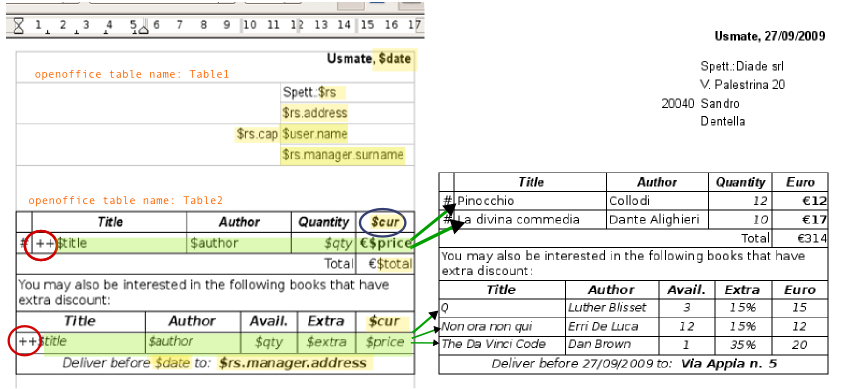 1 2 3 4 5 6 7 8 9 10 11 12 13 14 15 16 17
Usmate, $date
openoffice table name: Table1
Spett.:$rs
$rs.address
$rs.cap $user.name
$rs.manager.surname
openoffice table name: Table2
Title Author Quantity $cur
# ++$title $author $qty €$price
Total €$total
You may also be interested in the following books that have
extra discount:
Title Author Avail. Extra $cur
++$title $author $qty $extra $price
Deliver before $date to: $rs.manager.address
Usmate, 27/09/2009
Spett.:Diade srl
V. Palestrina 20
20040 Sandro
Dentella
Title Author Quantity Euro
# Pinocchio Collodi 12 €12
# La divina commedia Dante Alighieri 10 €17
Total €314
You may also be interested in the following books that have
extra discount:
Title Author Avail. Extra Euro
Q Luther Blisset 3 15% 15
Non ora non qui Erri De Luca 12 15% 12
The Da Vinci Code Dan Brown 1 35% 20
Deliver before 27/09/2009 to: Via Appia n. 5